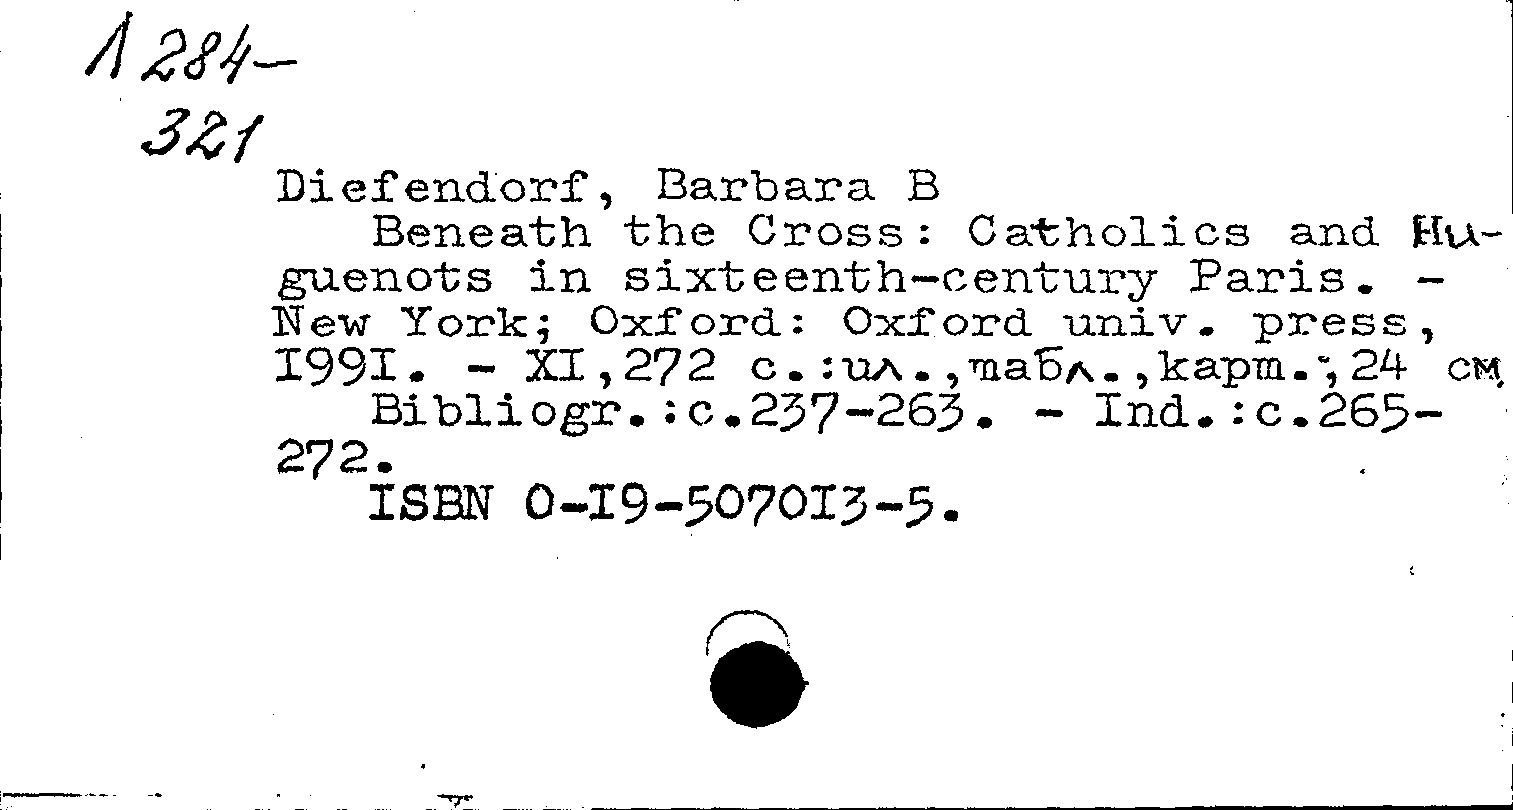 Л 284-
321
Diefendorf, Barbara B
Beneath the Cross: Catholics and Hu-
guenots in sixteenth-century Paris. -
New York; Oxford: Oxford univ. press,
I99I. - XI,272 с.:ил.,табл.,карт.;24 см.
Bibliogr.:с.237-263. - Ind.:с.265-
272.
ISBN 0-I9-5070I3-5.